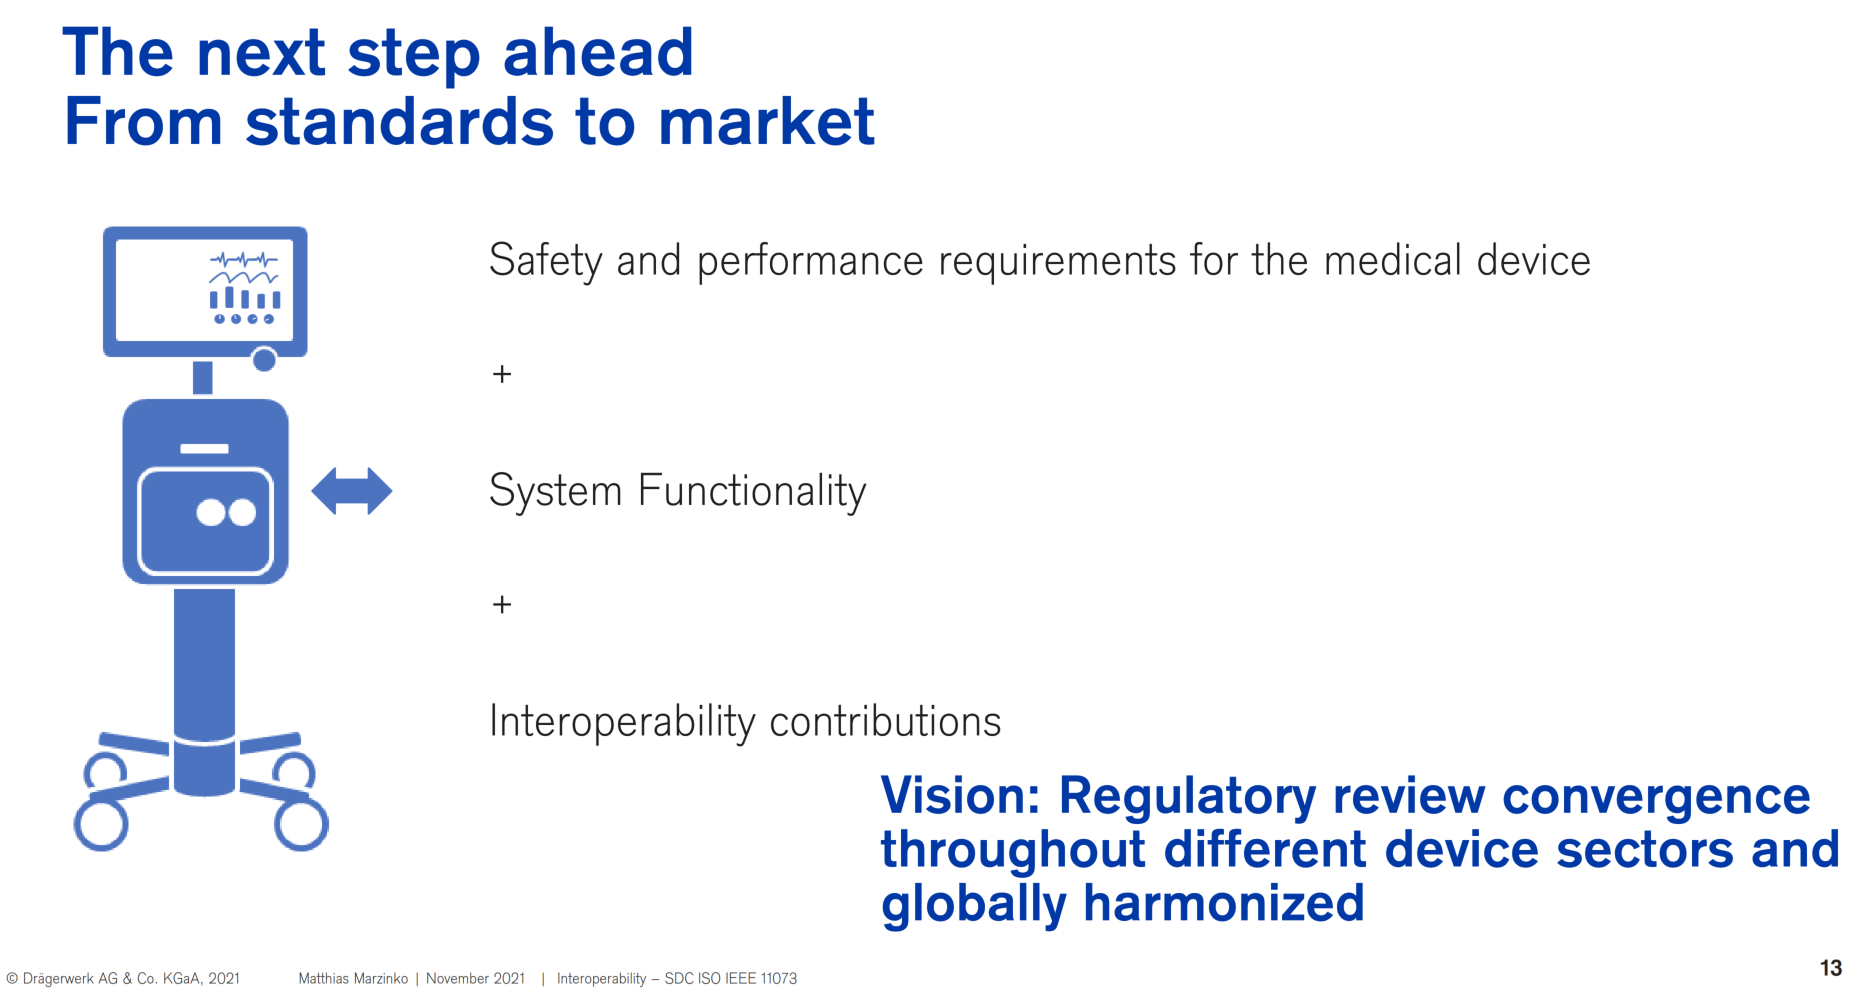 The next step ahead
From standards to market
Safety and performance requirements for the medical device
+
System Functionality
+
Interoperability contributions
Vision: Regulatory review convergence
throughout different device sectors and
globally harmonized
© Drägerwerk AG & Co. KGaA, 2021 Matthias Marzinko | November 2021 | Interoperability – SDC ISO IEEE 11073
13